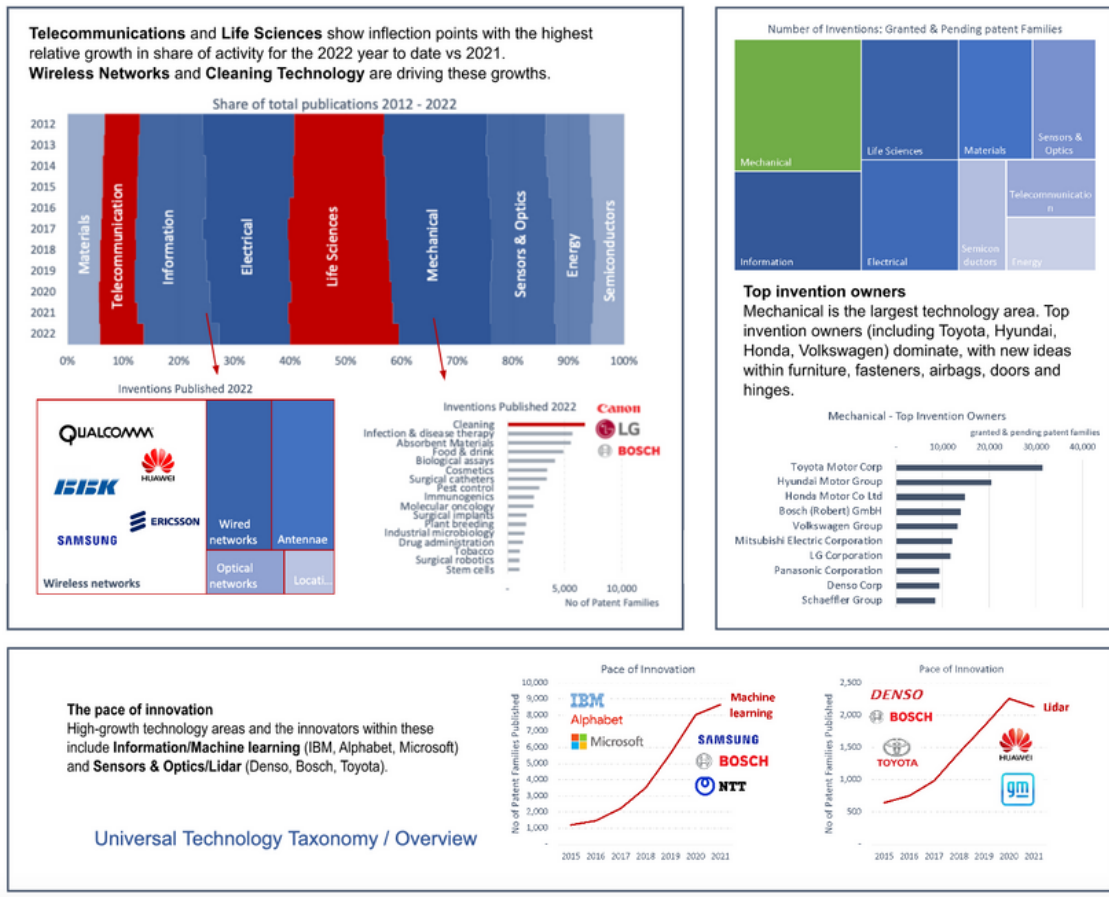 Telecommunications and Life Sciences show inflection points with the highest
relative growth in share of activity for the 2022 year to date vs 2021.
Wireless Networks and Cleaning Technology are driving these growths.
Share of total publications 2012 - 2022
2012
2013
2014
2015
2016
2017
2018
2019
2020
2021
2022
Materials
Telecommunication
Information
Electrical
Life Sciences
Mechanical
Sensors & Optics
Energy
Semiconductors
0% 10% 20% 30% 40% 50% 60% 70% 80% 90% 100%
Inventions Published 2022
QUALCOMM
HUAWEI
BBK
ERICSSON
SAMSUNG
Wireless networks
Wired
networks
Antennae
Optical
networks
Locati...
Inventions Published 2022
Canon
LG
BOSCH
Cleaning
Infection & disease therapy
Absorbent Materials
Food & drink
Biological assays
Cosmetics
Surgical catheters
Pest control
Immunogenics
Molecular oncology
Surgical implants
Plant breeding
Industrial microbiology
Drug administration
Tobacco
Surgical robotics
Stem cells
- 5,000 10,000
No of Patent Families
Number of Inventions: Granted & Pending patent Families
Mechanical
Life Sciences
Materials
Sensors &
Optics
Information
Electrical
Semicon
ductors
Telecommunicatio
n
Energy
Top invention owners
Mechanical is the largest technology area. Top
invention owners (including Toyota, Hyundai,
Honda, Volkswagen) dominate, with new ideas
within furniture, fasteners, airbags, doors and
hinges.
Mechanical - Top Invention Owners
granted & pending patent families
- 10,000 20,000 30,000 40,000
Toyota Motor Corp
Hyundai Motor Group
Honda Motor Co Ltd
Bosch (Robert) GmbH
Volkswagen Group
Mitsubishi Electric Corporation
LG Corporation
Panasonic Corporation
Denso Corp
Schaeffler Group
The pace of innovation
High-growth technology areas and the innovators within these
include Information/Machine learning (IBM, Alphabet, Microsoft)
and Sensors & Optics/Lidar (Denso, Bosch, Toyota).
Universal Technology Taxonomy / Overview
Pace of Innovation
No of Patent Families Published
10,000
9,000
8,000
7,000
6,000
5,000
4,000
3,000
2,000
1,000
-
IBM
Alphabet
Microsoft
Machine
learning
SAMSUNG
BOSCH
NTT
2015 2016 2017 2018 2019 2020 2021
Pace of Innovation
No of Patent Families Published
2,500
2,000
1,500
1,000
500
-
DENSO
BOSCH
TOYOTA
Lidar
HUAWEI
gm
2015 2016 2017 2018 2019 2020 2021